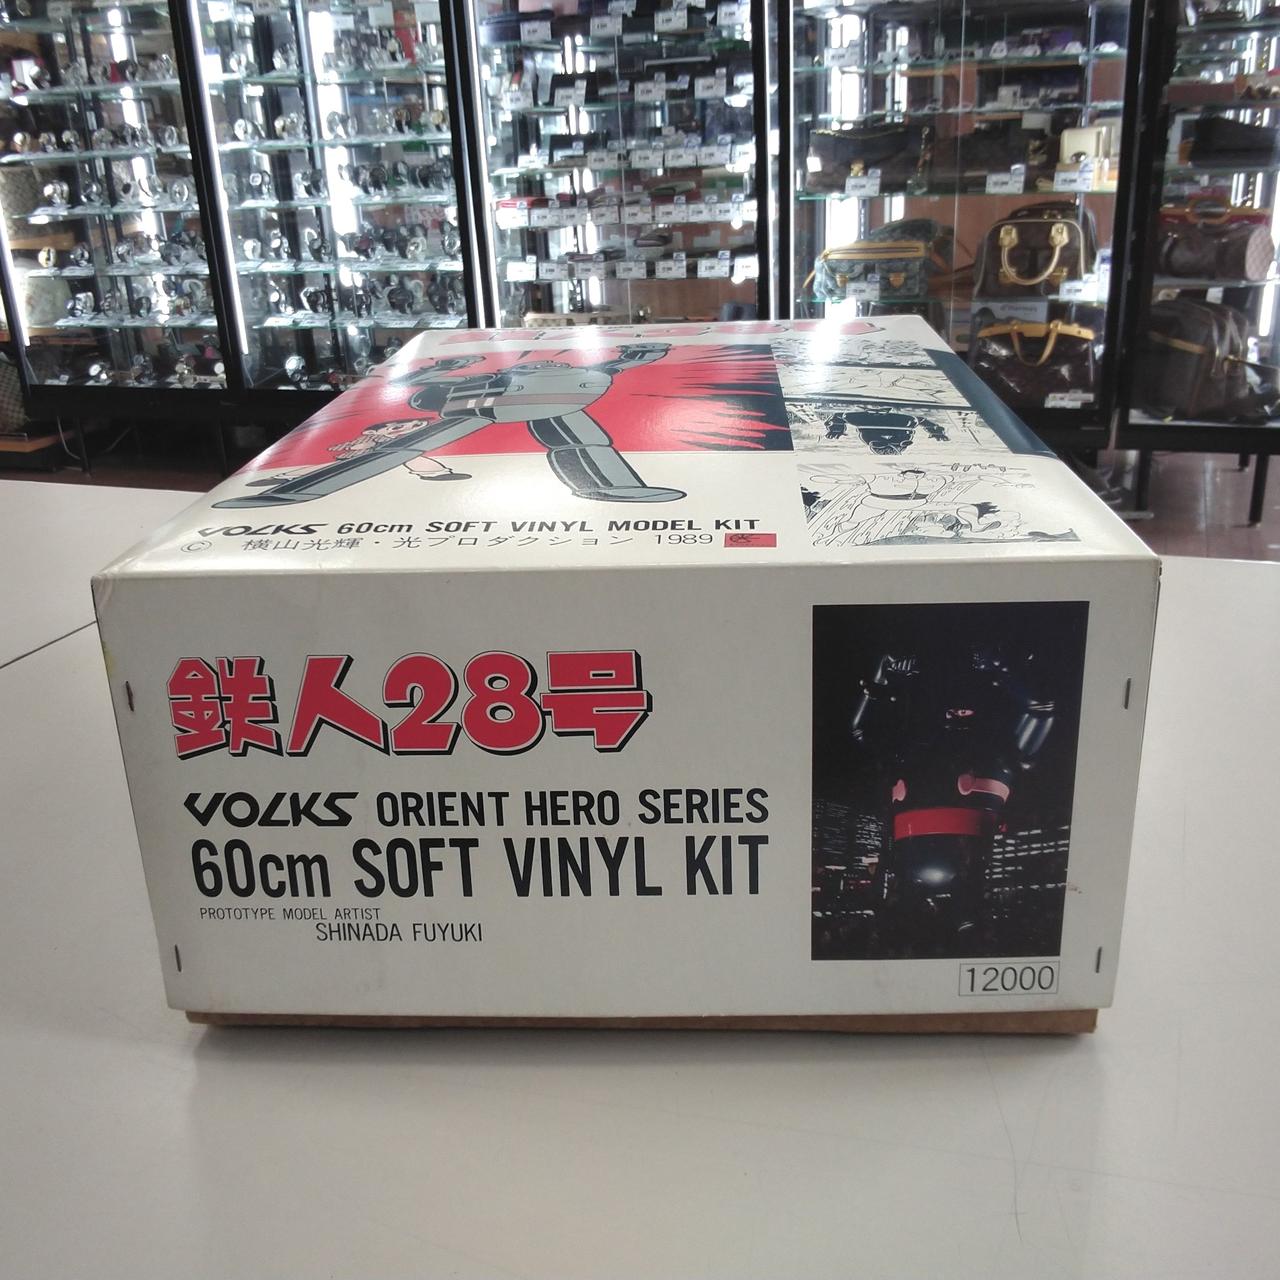 VOLKS 60cm SOFT VINYL MODEL KIT
© 横山光輝・光プロダクション 1989
鉄人28号
VOLKS ORIENT HERO SERIES
60cm SOFT VINYL KIT
PROTOTYPE MODEL ARTIST
SHINADA FUYUKI
12000